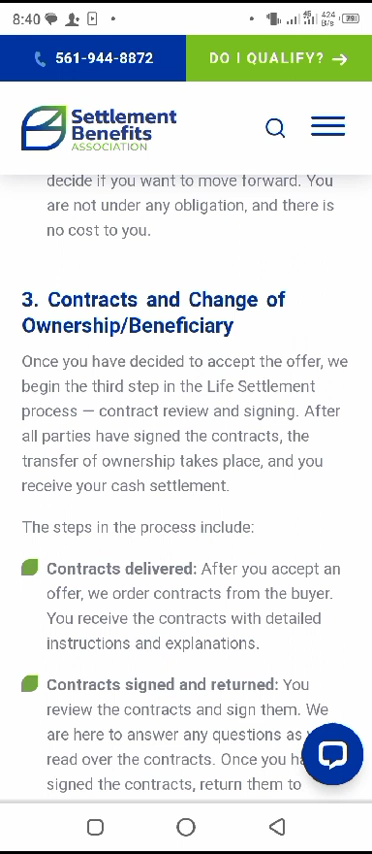 8:40
424
B/s
561-944-8872
DO I QUALIFY?
Settlement
Benefits
ASSOCIATION
decide if you want to move forward. You
are not under any obligation, and there is
no cost to you.
3. Contracts and Change of
Ownership/Beneficiary
Once you have decided to accept the offer, we
begin the third step in the Life Settlement
process — contract review and signing. After
all parties have signed the contracts, the
transfer of ownership takes place, and you
receive your cash settlement.
The steps in the process include:
Contracts delivered: After you accept an
offer, we order contracts from the buyer.
You receive the contracts with detailed
instructions and explanations.
Contracts signed and returned: You
review the contracts and sign them. We
are here to answer any questions as
read over the contracts. Once you
signed the contracts, return them to